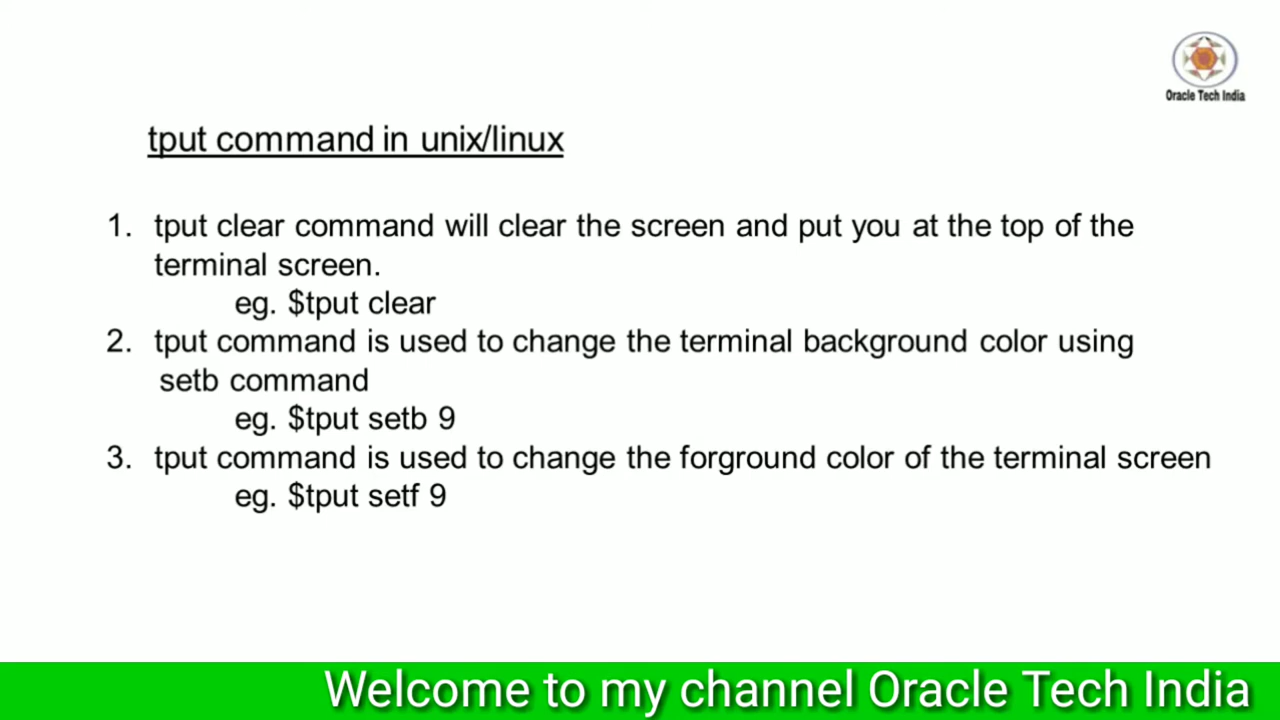 Oracle Tech India
tput command in unix/linux
1. tput clear command will clear the screen and put you at the top of the
terminal screen.
eg. $tput clear
2. tput command is used to change the terminal background color using
setb command
eg. $tput setb 9
3. tput command is used to change the forground color of the terminal screen
eg. $tput setf 9
Welcome to my channel Oracle Tech India